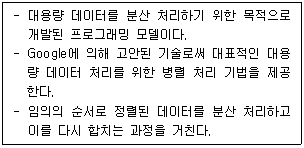 - 대용량 데이터를 분산 처리하기 위한 목적으로
개발된 프로그래밍 모델이다.
- Google에 의해 고안된 기술로써 대표적인 대용
량 데이터 처리를 위한 병렬 처리 기법을 제공
한다.
- 임의의 순서로 정렬된 데이터를 분산 처리하고
이를 다시 합치는 과정을 거친다.